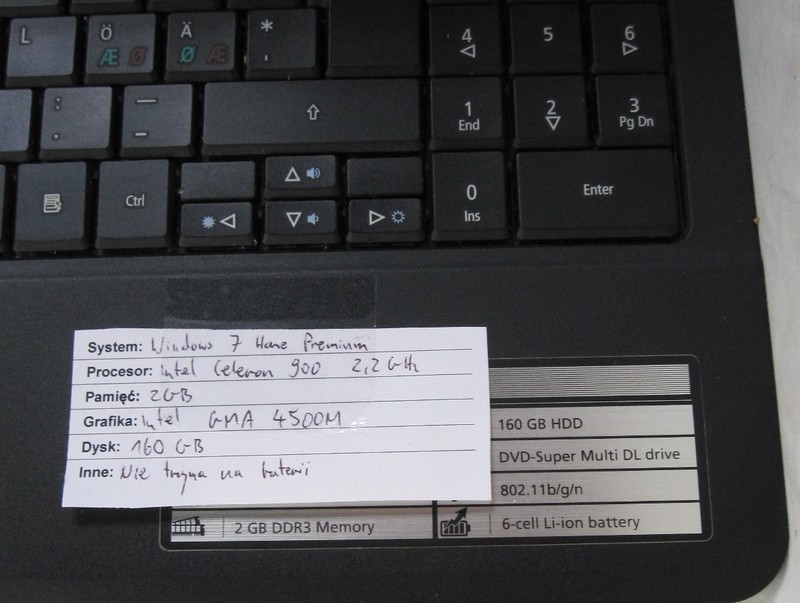 L Ö Ä * 4 5 6
Æ Ø Ø Æ '
: — 1 2 3
. _ End Pg Dn
Ctrl 0 Enter
Ins
System: Windows 7 Home Premium
Procesor: intel Celeron 900 2,2 GHz
Pamięć: 2GB
Grafika: Intel GMA 4500M
Dysk: 160 GB
Inne: Nie trzyma na baterii
160 GB HDD
DVD-Super Multi DL drive
802.11b/g/n
2 GB DDR3 Memory
6-cell Li-ion battery